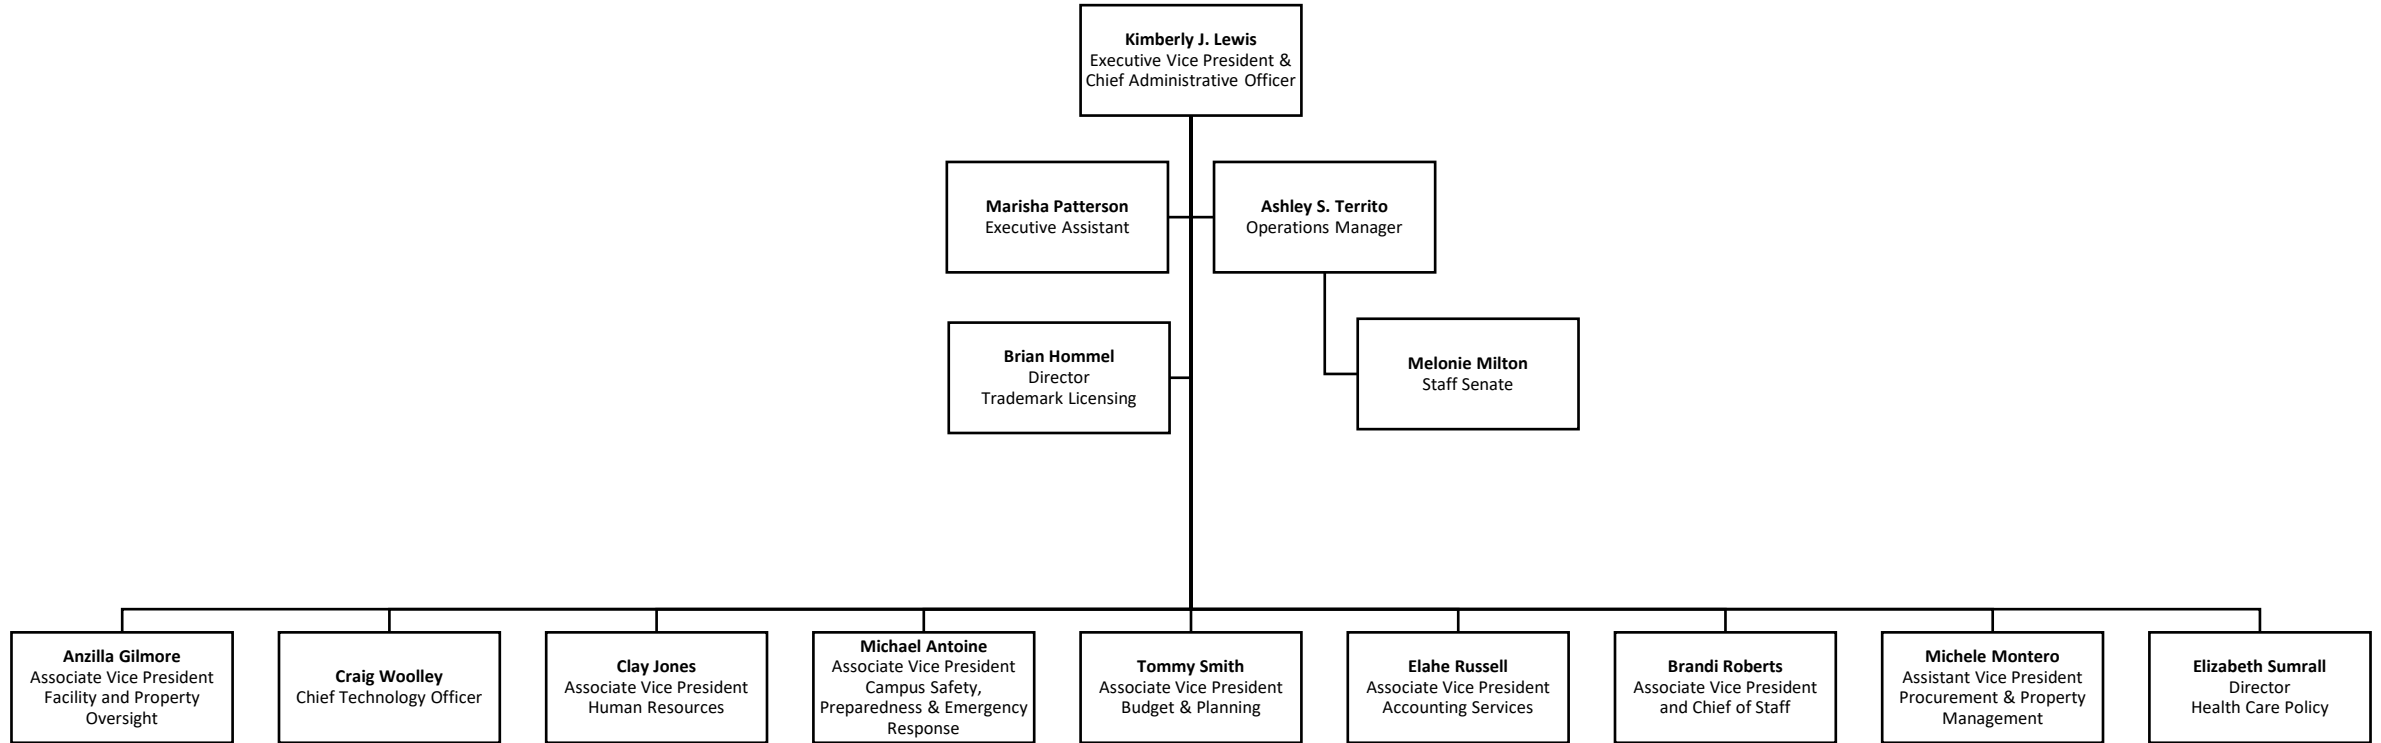 Kimberly J. Lewis
Executive Vice President &
Chief Administrative Officer
Marisha Patterson
Executive Assistant
Ashley S. Territo
Operations Manager
Brian Hommel
Director
Trademark Licensing
Melonie Milton
Staff Senate
Anzilla Gilmore
Associate Vice President
Facility and Property
Oversight
Craig Woolley
Chief Technology Officer
Clay Jones
Associate Vice President
Human Resources
Michael Antoine
Associate Vice President
Campus Safety,
Preparedness & Emergency
Response
Tommy Smith
Associate Vice President
Budget & Planning
Elahe Russell
Associate Vice President
Accounting Services
Brandi Roberts
Associate Vice President
and Chief of Staff
Michele Montero
Assistant Vice President
Procurement & Property
Management
Elizabeth Sumrall
Director
Health Care Policy